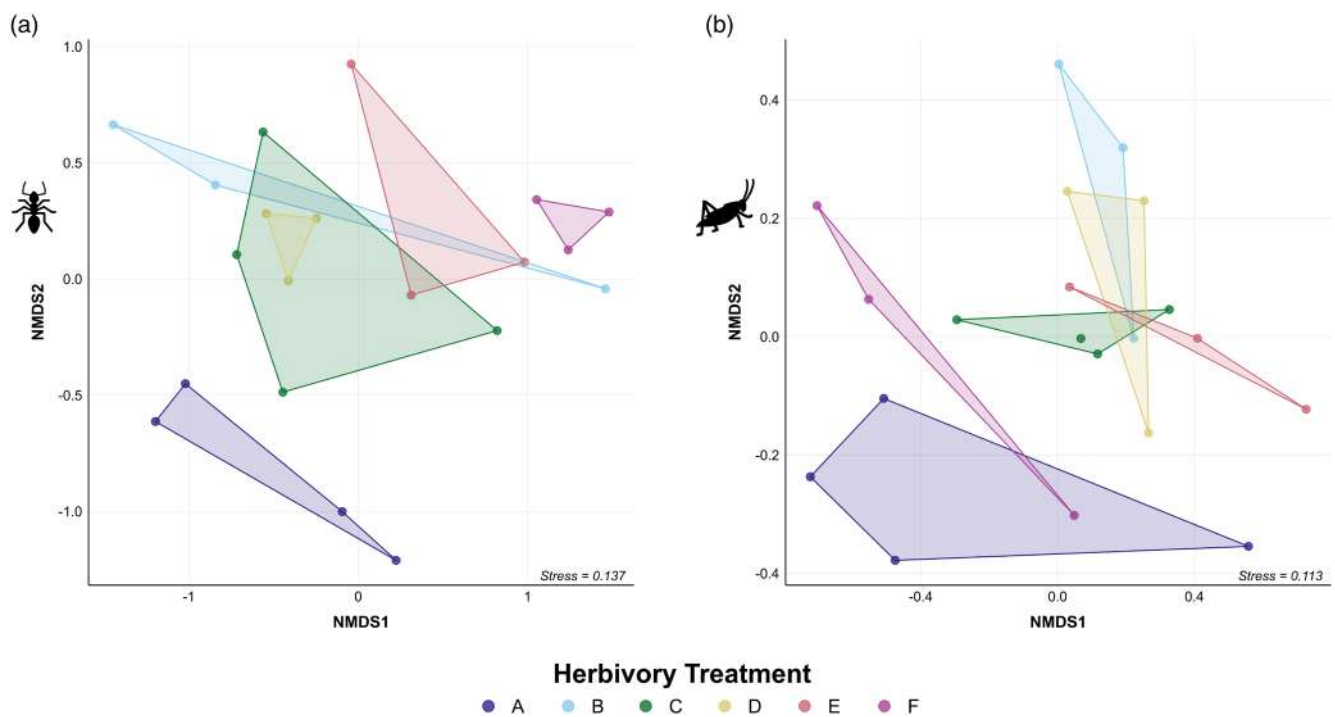 (a)
1.0
0.5
0.0
-0.5
-1.0
NMDS2
-1
0
1
NMDS1
Stress = 0.137
(b)
0.4
0.2
0.0
-0.2
-0.4
NMDS2
-0.4
0.0
0.4
NMDS1
Stress = 0.113
Herbivory Treatment
A B C D E F